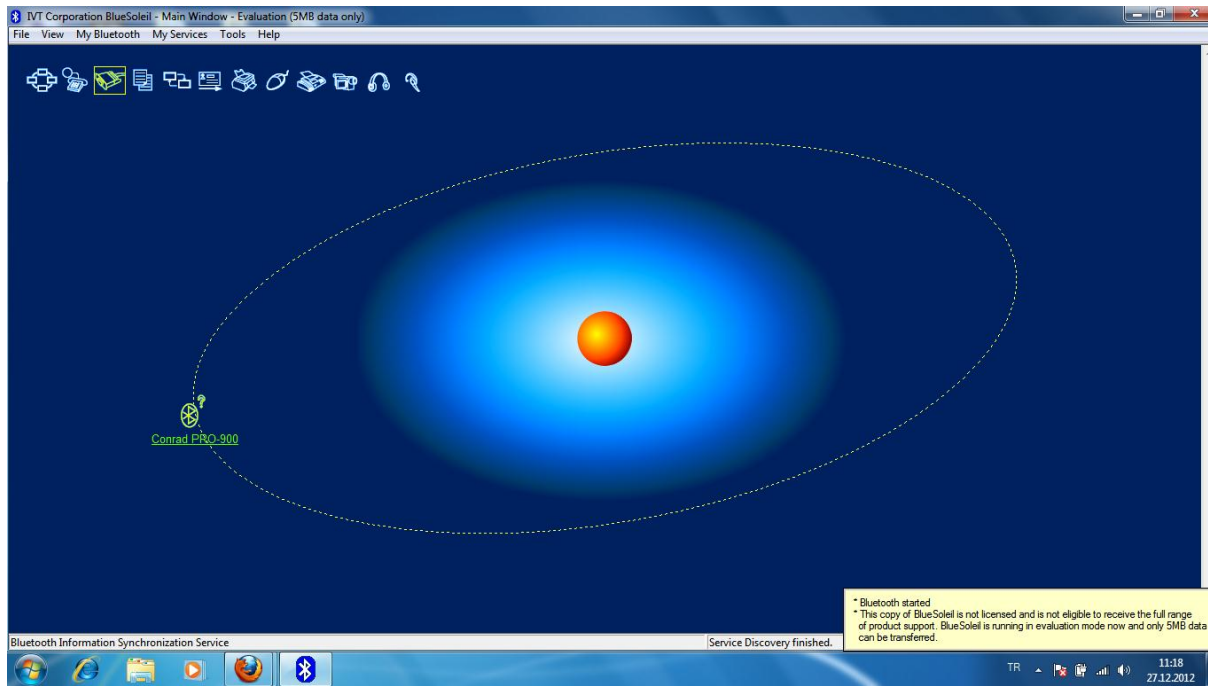 IVT Corporation BlueSoleil - Main Window - Evaluation (5MB data only)
File View My Bluetooth My Services Tools Help
Conrad PRO-900
* Bluetooth started
* This copy of BlueSoleil is not licensed and is not eligible to receive the full range
of product support. BlueSoleil is running in evaluation mode now and only 5MB data
can be transferred.
Bluetooth Information Synchronization Service
Service Discovery finished.
TR
11:18
27.12.2012